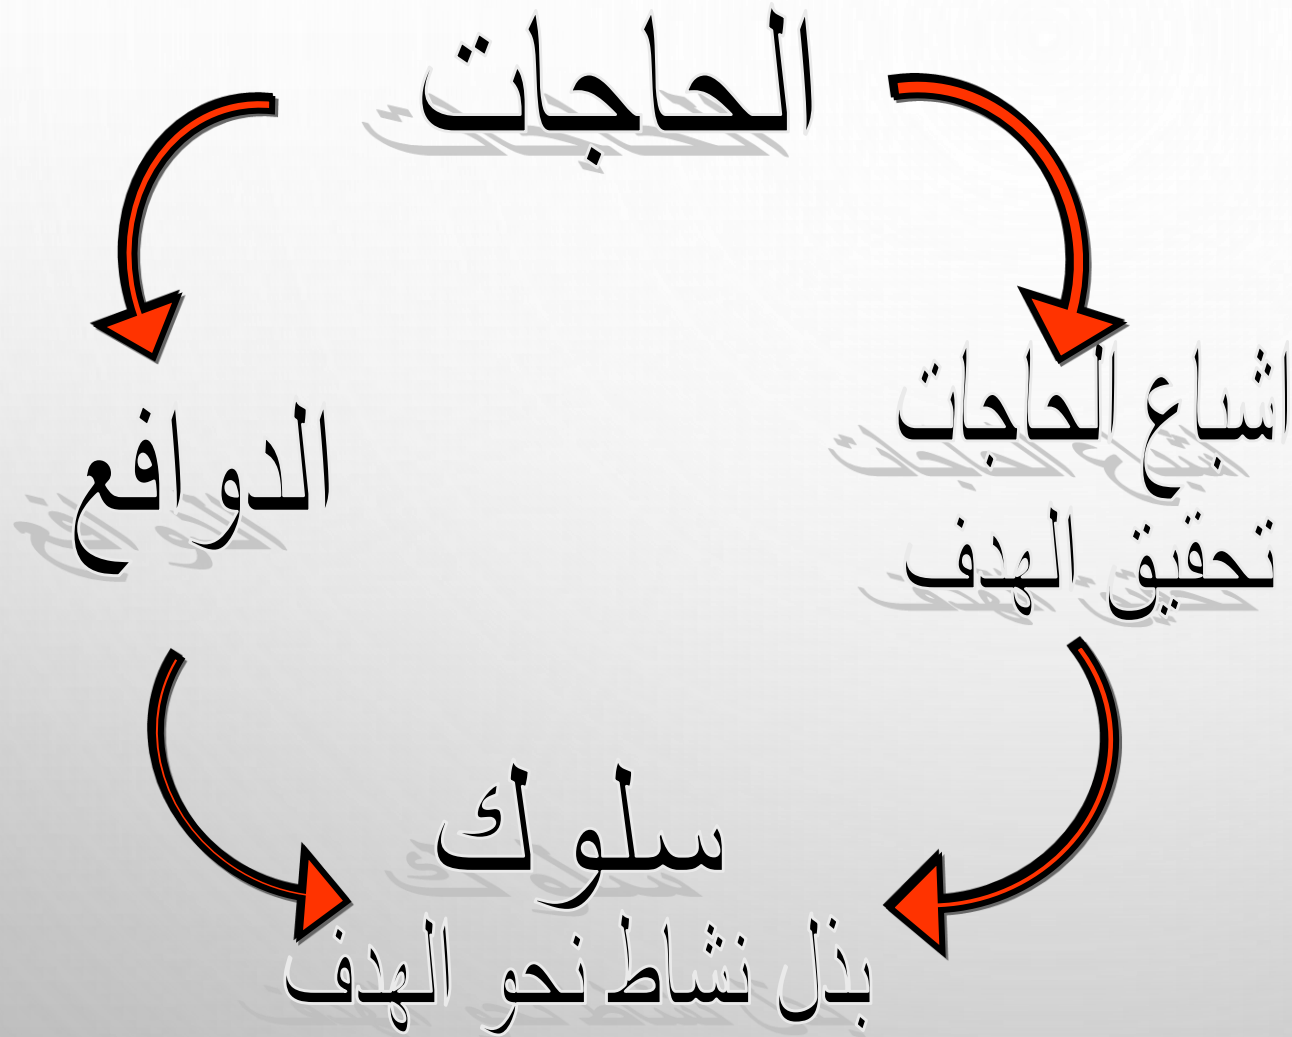 الحاجات
اشباع الحاجات
تحقيق الهدف
الدوافع
سلوك
بذل نشاط نحو الهدف